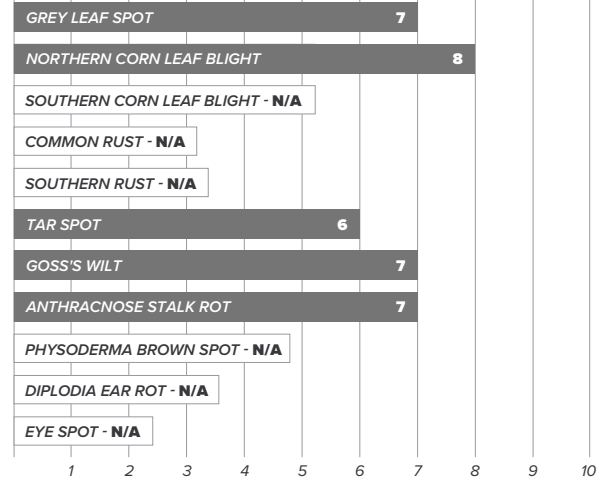 GREY LEAF SPOT 7
NORTHERN CORN LEAF BLIGHT 8
SOUTHERN CORN LEAF BLIGHT - N/A
COMMON RUST - N/A
SOUTHERN RUST - N/A
TAR SPOT 6
GOSS'S WILT 7
ANTHRACNOSE STALK ROT 7
PHYSODERMA BROWN SPOT - N/A
DIPLODIA EAR ROT - N/A
EYE SPOT - N/A
1 2 3 4 5 6 7 8 9 10